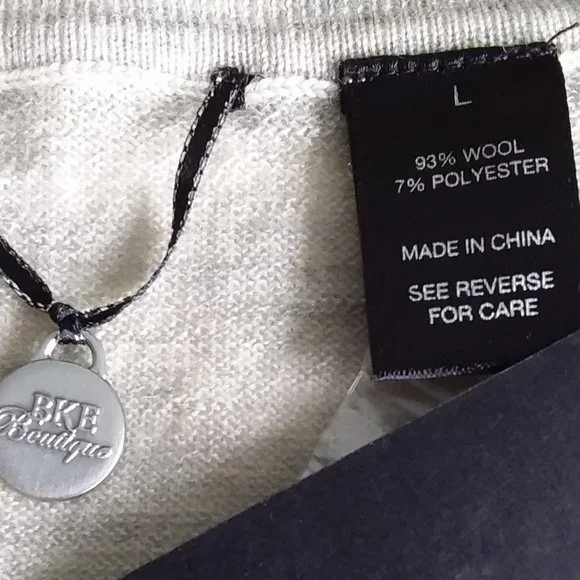 L
93% WOOL
7% POLYESTER
MADE IN CHINA
SEE REVERSE
FOR CARE
BKE
Boutique